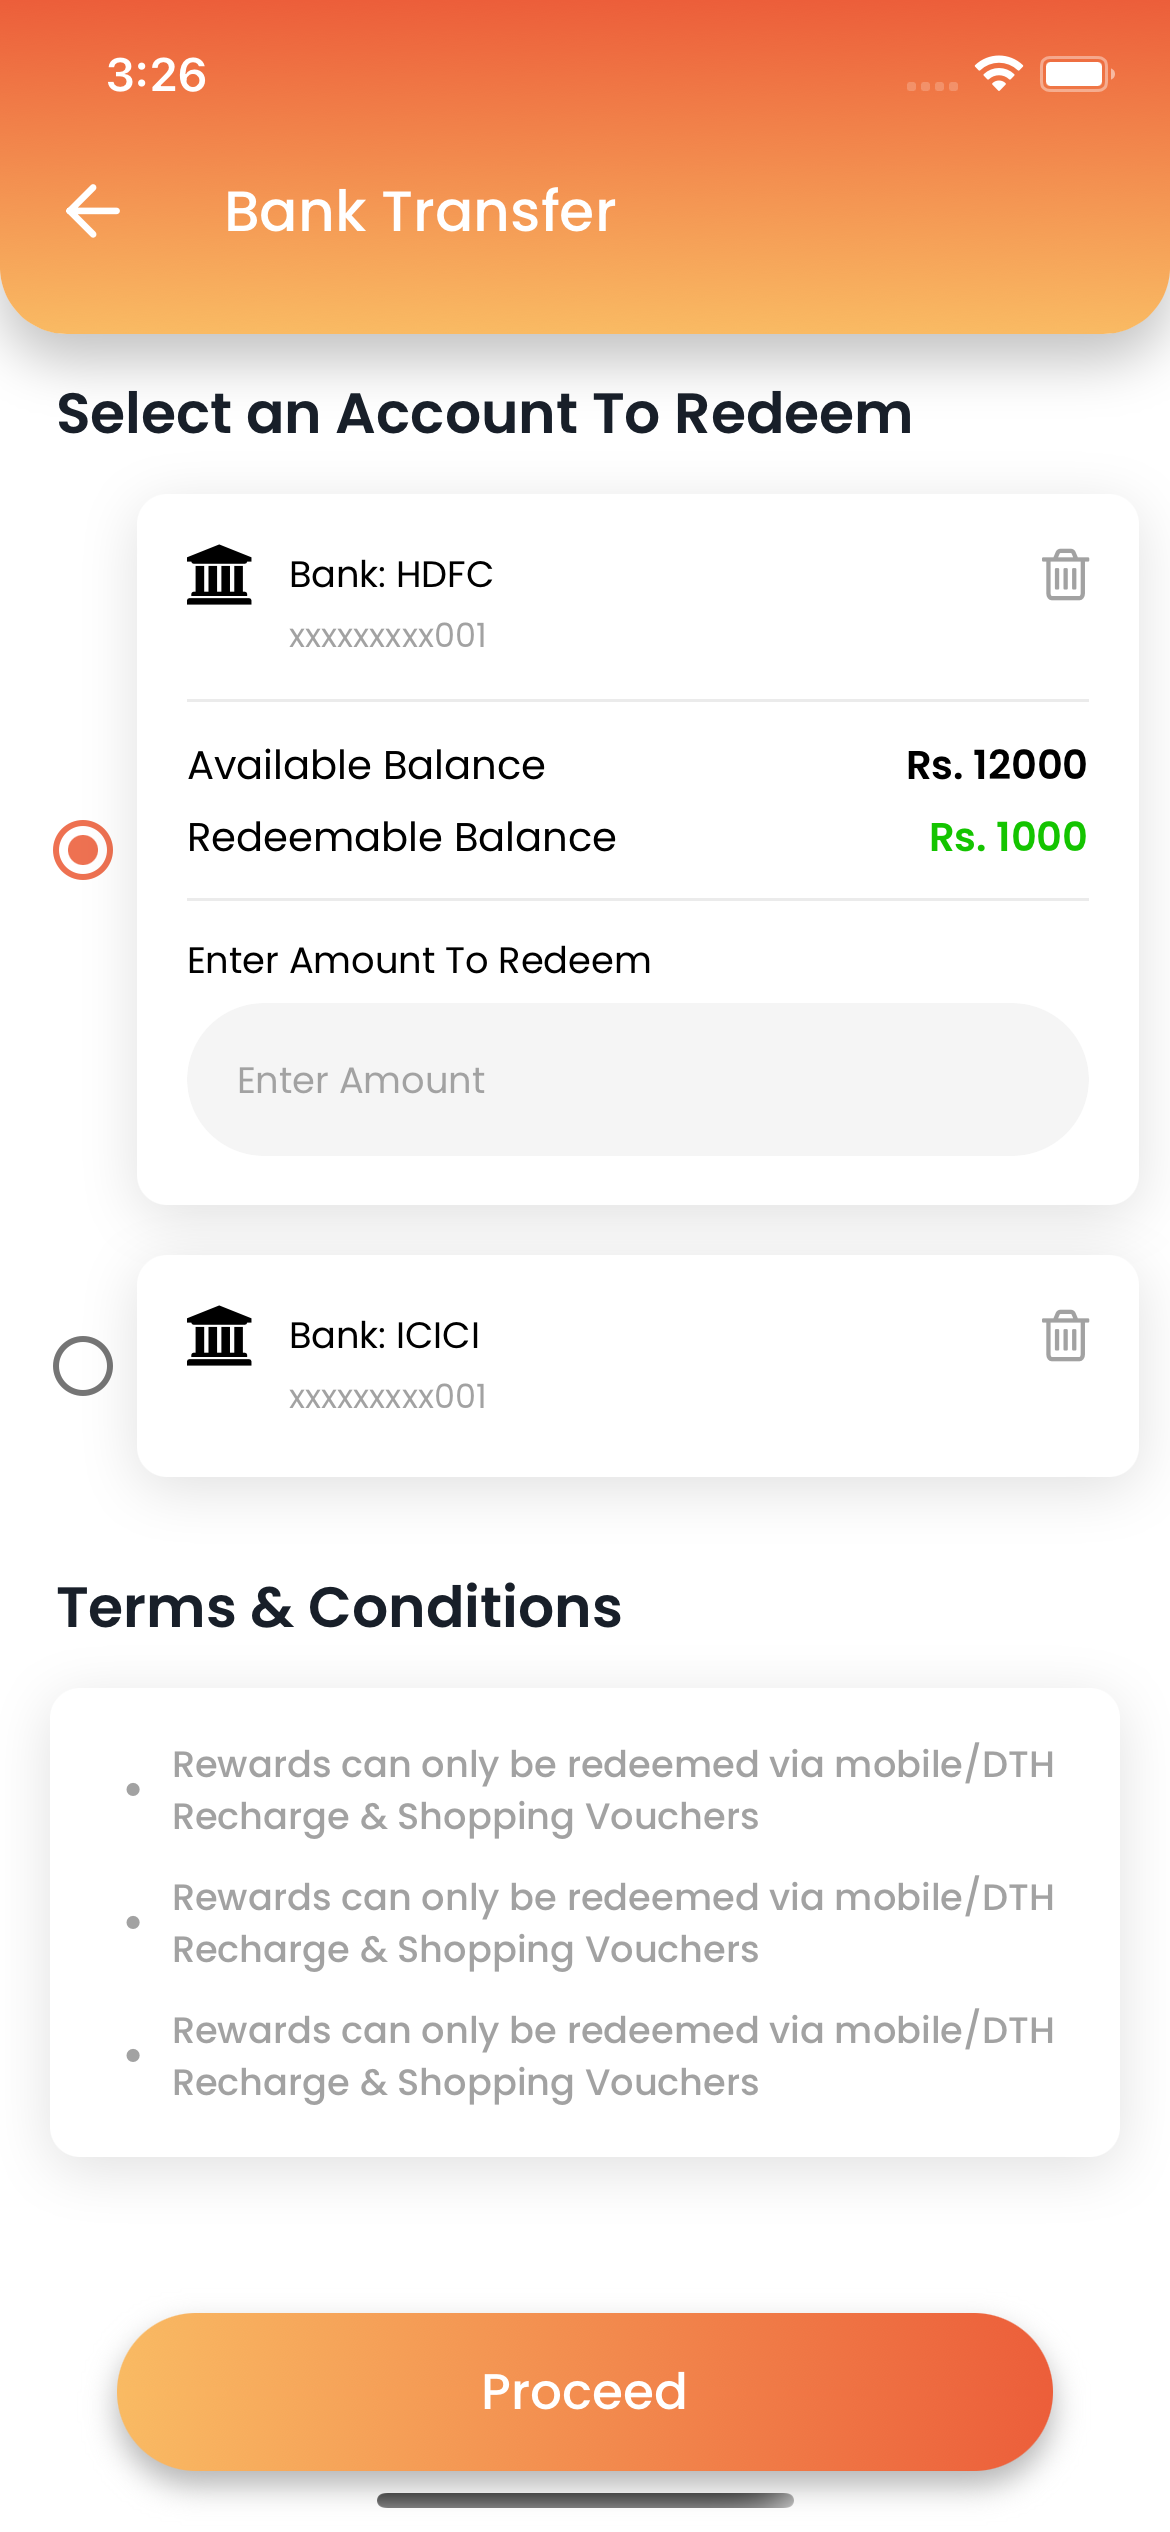 3:26
Bank Transfer
Select an Account To Redeem
Bank: HDFC
xxxxxxxxx001
Available Balance Rs. 12000
Redeemable Balance Rs. 1000
Enter Amount To Redeem
Enter Amount
Bank: ICICI
xxxxxxxxx001
Terms & Conditions
• Rewards can only be redeemed via mobile/DTH
Recharge & Shopping Vouchers
• Rewards can only be redeemed via mobile/DTH
Recharge & Shopping Vouchers
• Rewards can only be redeemed via mobile/DTH
Recharge & Shopping Vouchers
Proceed